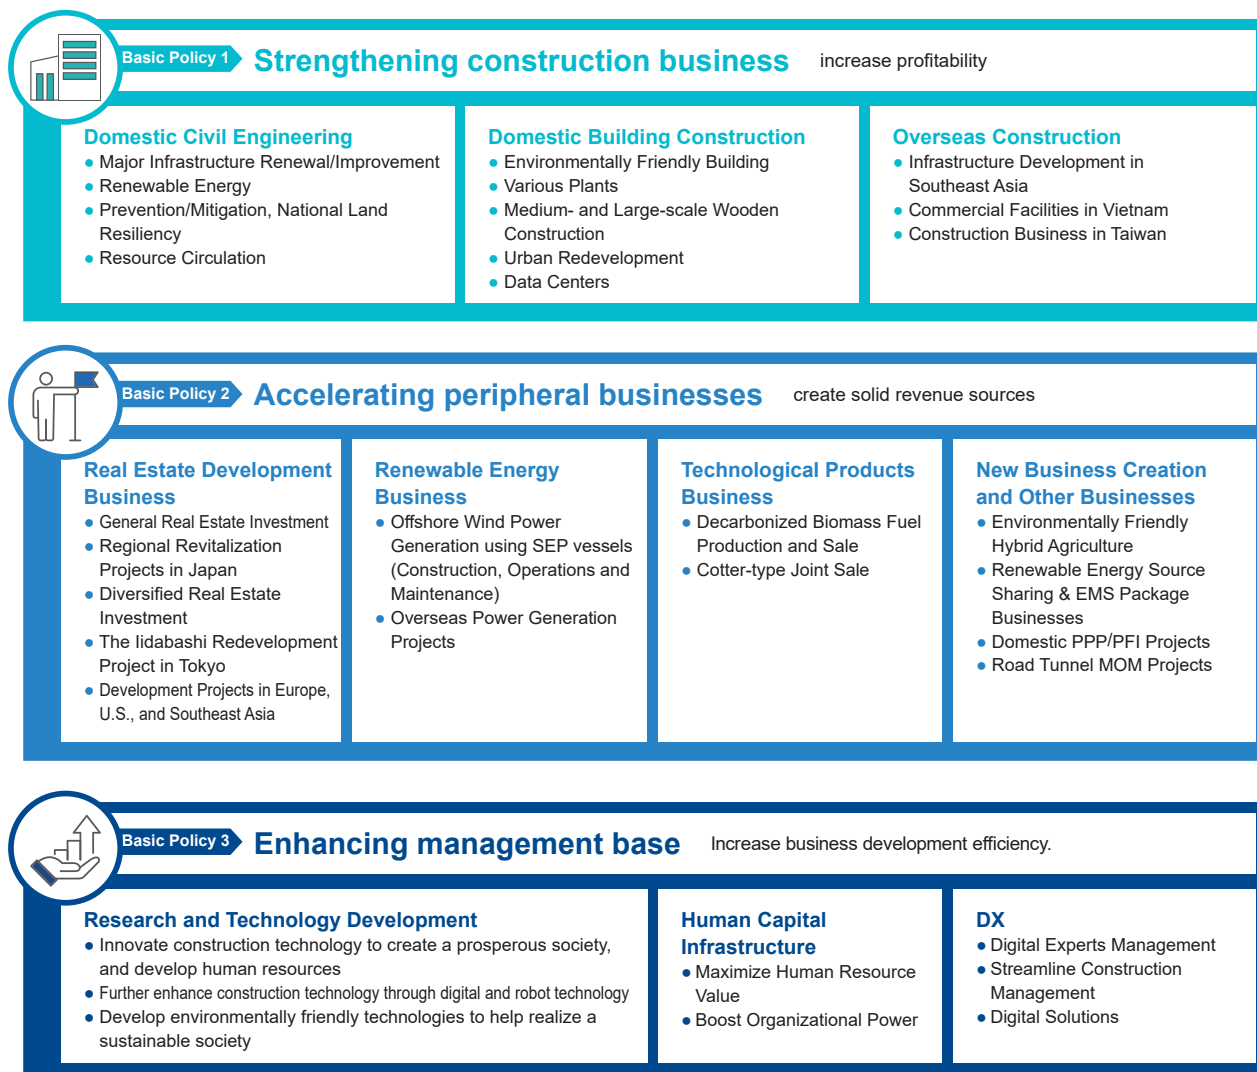 Basic Policy 1
Strengthening construction business
increase profitability
Domestic Civil Engineering
● Major Infrastructure Renewal/Improvement
● Renewable Energy
● Prevention/Mitigation, National Land
Resiliency
● Resource Circulation
Domestic Building Construction
● Environmentally Friendly Building
● Various Plants
● Medium- and Large-scale Wooden
Construction
● Urban Redevelopment
● Data Centers
Overseas Construction
● Infrastructure Development in
Southeast Asia
● Commercial Facilities in Vietnam
● Construction Business in Taiwan
Basic Policy 2
Accelerating peripheral businesses
create solid revenue sources
Real Estate Development
Business
● General Real Estate Investment
● Regional Revitalization
Projects in Japan
● Diversified Real Estate
Investment
● The Iidabashi Redevelopment
Project in Tokyo
● Development Projects in Europe,
U.S., and Southeast Asia
Renewable Energy
Business
● Offshore Wind Power
Generation using SEP vessels
(Construction, Operations and
Maintenance)
● Overseas Power Generation
Projects
Technological Products
Business
● Decarbonized Biomass Fuel
Production and Sale
● Cotter-type Joint Sale
New Business Creation
and Other Businesses
● Environmentally Friendly
Hybrid Agriculture
● Renewable Energy Source
Sharing & EMS Package
Businesses
● Domestic PPP/PFI Projects
● Road Tunnel MOM Projects
Basic Policy 3
Enhancing management base
Increase business development efficiency.
Research and Technology Development
● Innovate construction technology to create a prosperous society,
and develop human resources
● Further enhance construction technology through digital and robot technology
● Develop environmentally friendly technologies to help realize a
sustainable society
Human Capital
Infrastructure
● Maximize Human Resource
Value
● Boost Organizational Power
DX
● Digital Experts Management
● Streamline Construction
Management
● Digital Solutions